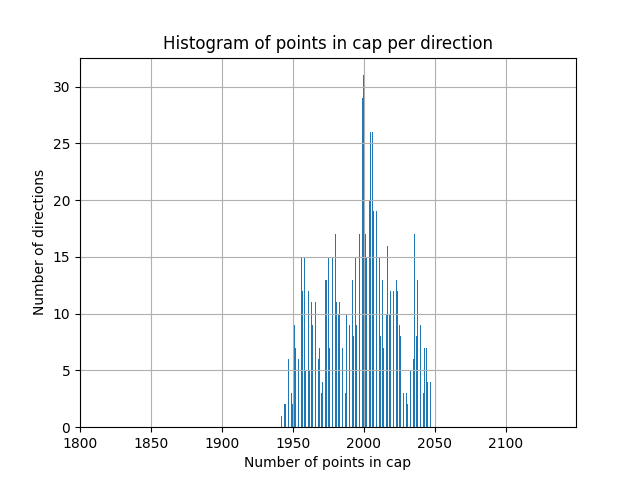 Histogram of points in cap per direction
30
25
20
15
10
5
0
Number of directions
1800 1850 1900 1950 2000 2050 2100
Number of points in cap